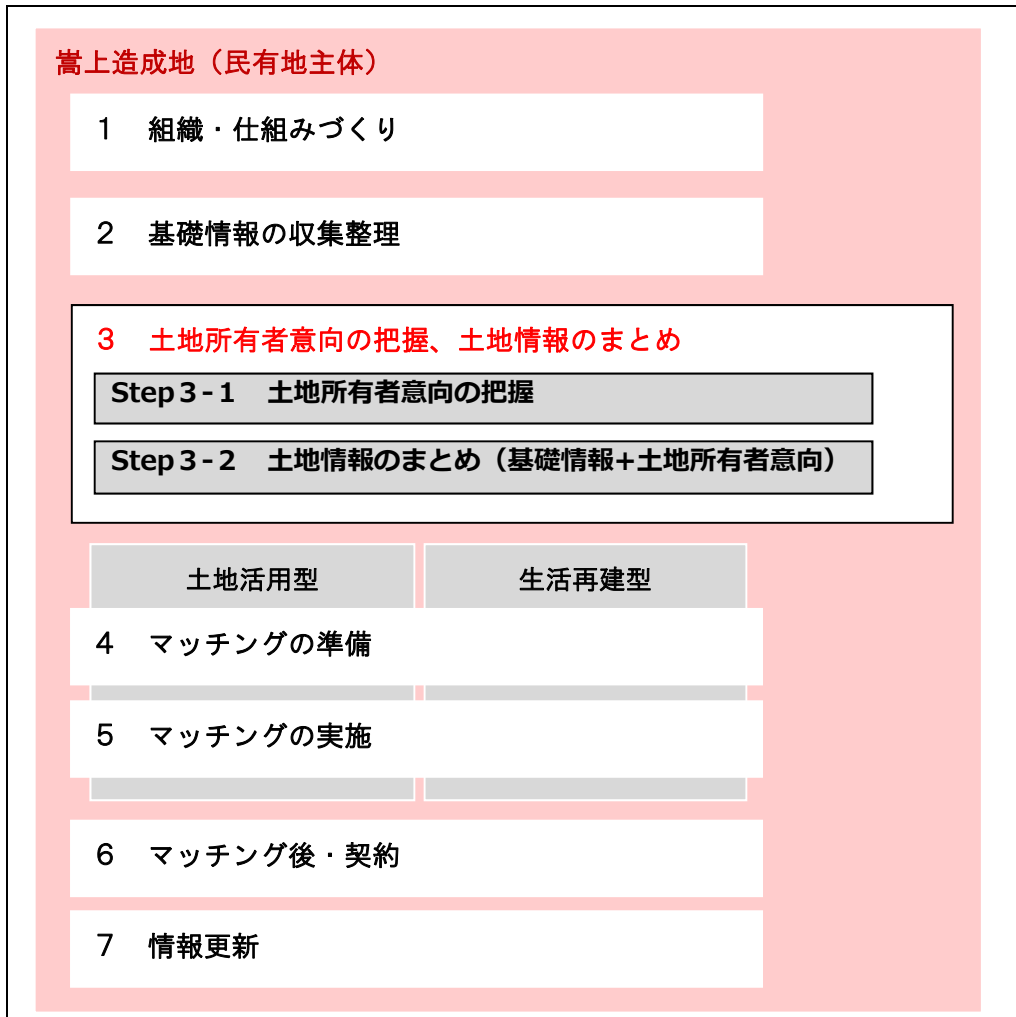 嵩上造成地（民有地主体）
１　組織・仕組みづくり
２　基礎情報の収集整理
３　土地所有者意向の把握、土地情報のまとめ
Step３-１　土地所有者意向の把握
Step３-２　土地情報のまとめ（基礎情報+土地所有者意向）
土地活用型　生活再建型
４　マッチングの準備
５　マッチングの実施
６　マッチング後・契約
７　情報更新